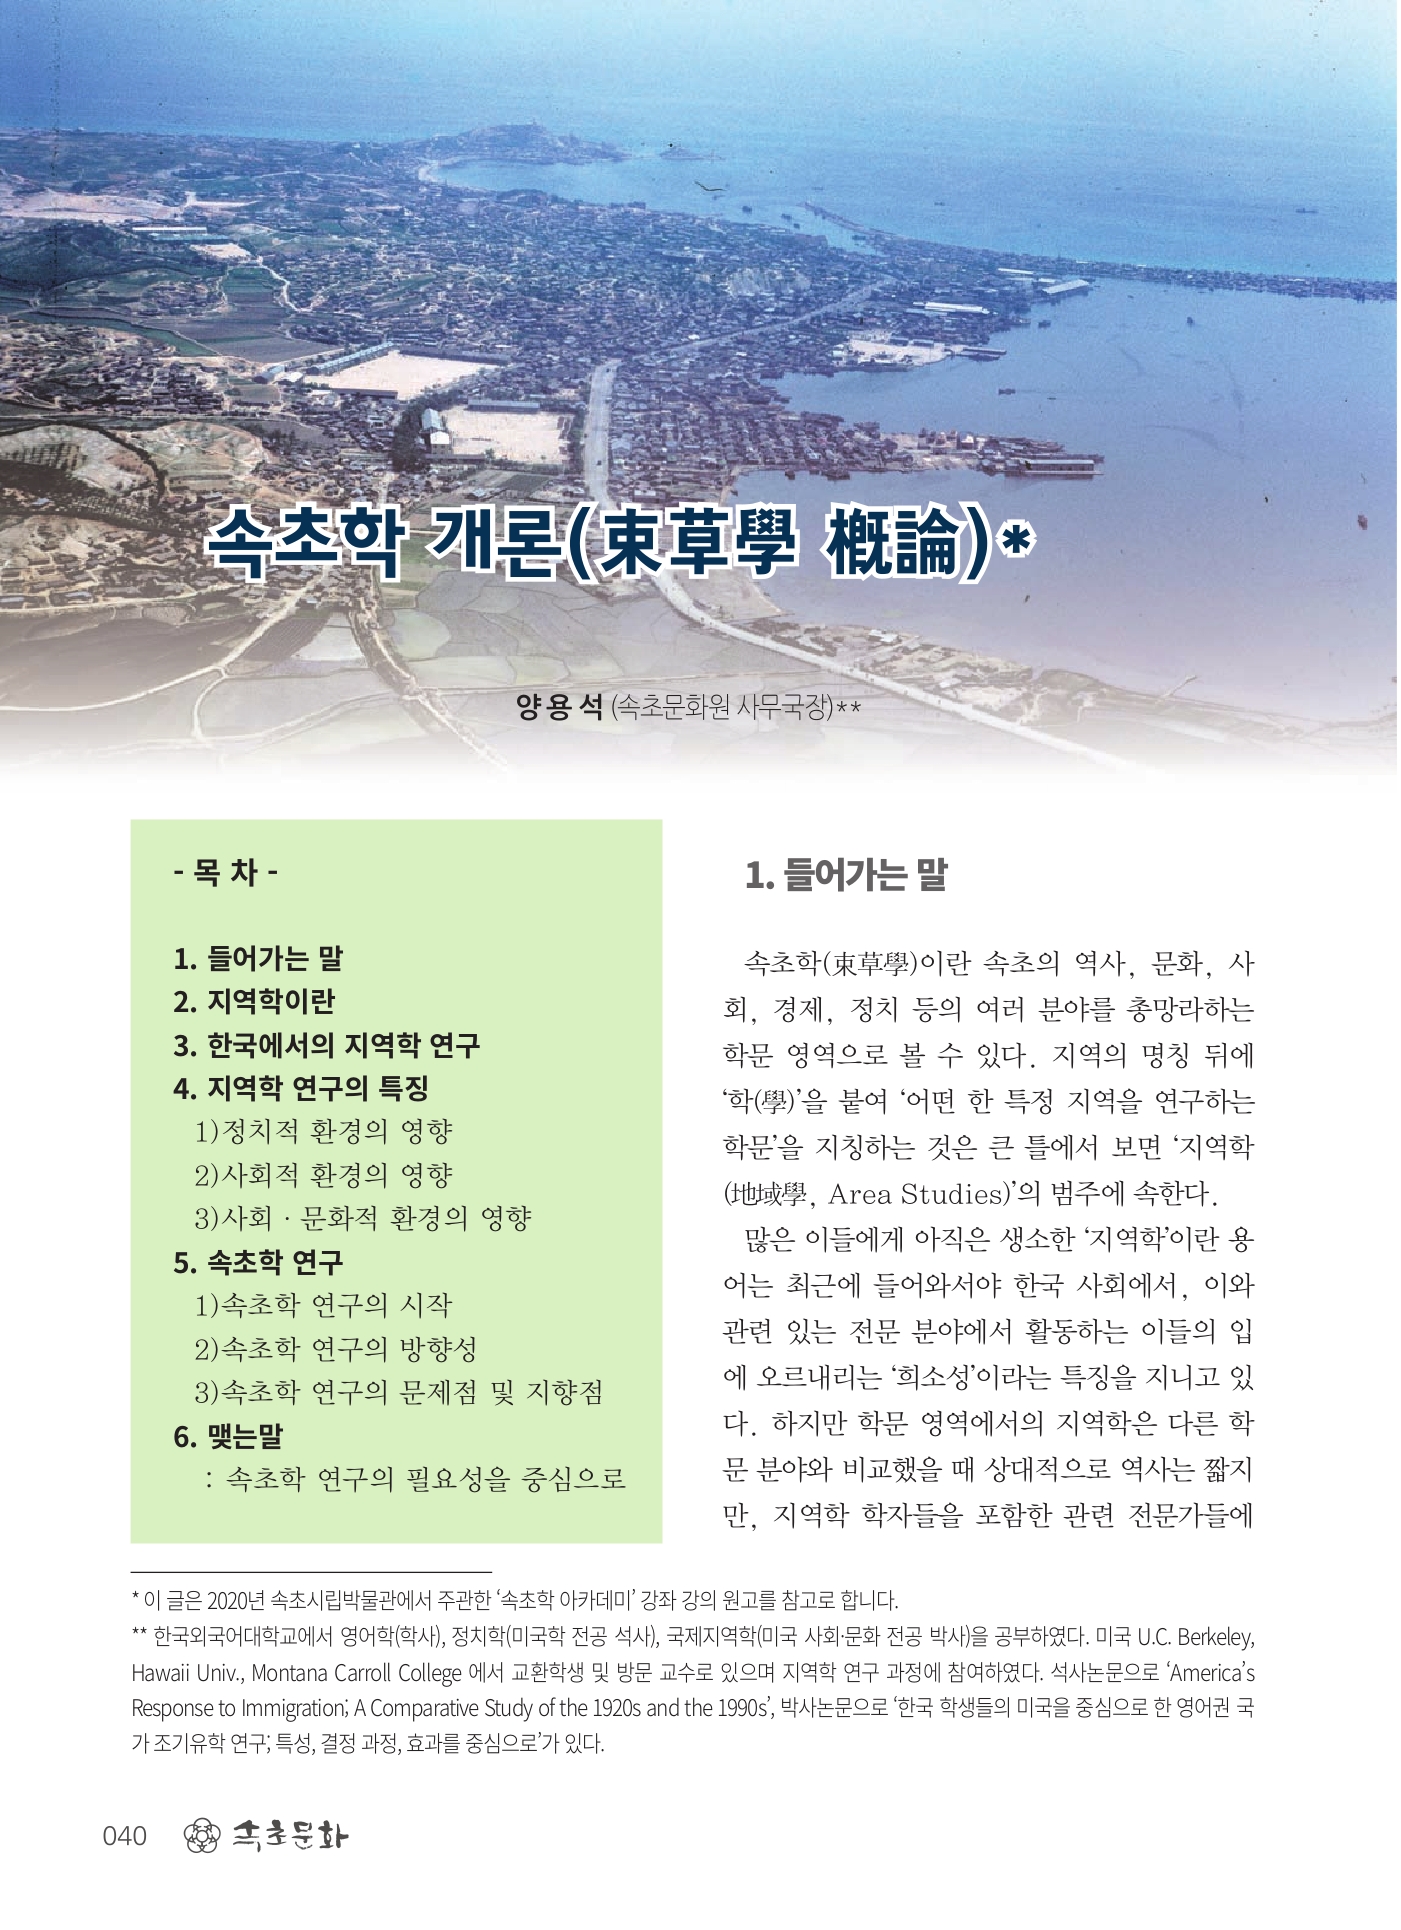 속초학 개론(束草學 槪論)*
양용석 (속초문화원 사무국장)**
- 목 차 -
1. 들어가는 말
2. 지역학이란
3. 한국에서의 지역학 연구
4. 지역학 연구의 특징
1)정치적 환경의 영향
2)사회적 환경의 영향
3)사회 · 문화적 환경의 영향
5. 속초학 연구
1)속초학 연구의 시작
2)속초학 연구의 방향성
3)속초학 연구의 문제점 및 지향점
6. 맺는말
: 속초학 연구의 필요성을 중심으로
1. 들어가는 말
속초학(束草學)이란 속초의 역사, 문화, 사
회, 경제, 정치 등의 여러 분야를 총망라하는
학문 영역으로 볼 수 있다. 지역의 명칭 뒤에
‘학(學)’을 붙여 ‘어떤 한 특정 지역을 연구하는
학문’을 지칭하는 것은 큰 틀에서 보면 ‘지역학
(地域學, Area Studies)’의 범주에 속한다.
많은 이들에게 아직은 생소한 ‘지역학’이란 용
어는 최근에 들어와서야 한국 사회에서, 이와
관련 있는 전문 분야에서 활동하는 이들의 입
에 오르내리는 ‘희소성’이라는 특징을 지니고 있
다. 하지만 학문 영역에서의 지역학은 다른 학
문 분야와 비교했을 때 상대적으로 역사는 짧지
만, 지역학 학자들을 포함한 관련 전문가들에
* 이 글은 2020년 속초시립박물관에서 주관한 ‘속초학 아카데미’ 강좌 강의 원고를 참고로 합니다.
** 한국외국어대학교에서 영어학(학사), 정치학(미국학 전공 석사), 국제지역학(미국 사회·문화 전공 박사)을 공부하였다. 미국 U.C. Berkeley,
Hawaii Univ., Montana Carroll College 에서 교환학생 및 방문 교수로 있으며 지역학 연구 과정에 참여하였다. 석사논문으로 ‘America’s
Response to Immigration; A Comparative Study of the 1920s and the 1990s’, 박사논문으로 ‘한국 학생들의 미국을 중심으로 한 영어권 국
가 조기유학 연구; 특성, 결정 과정, 효과를 중심으로’가 있다.
040 속초문화